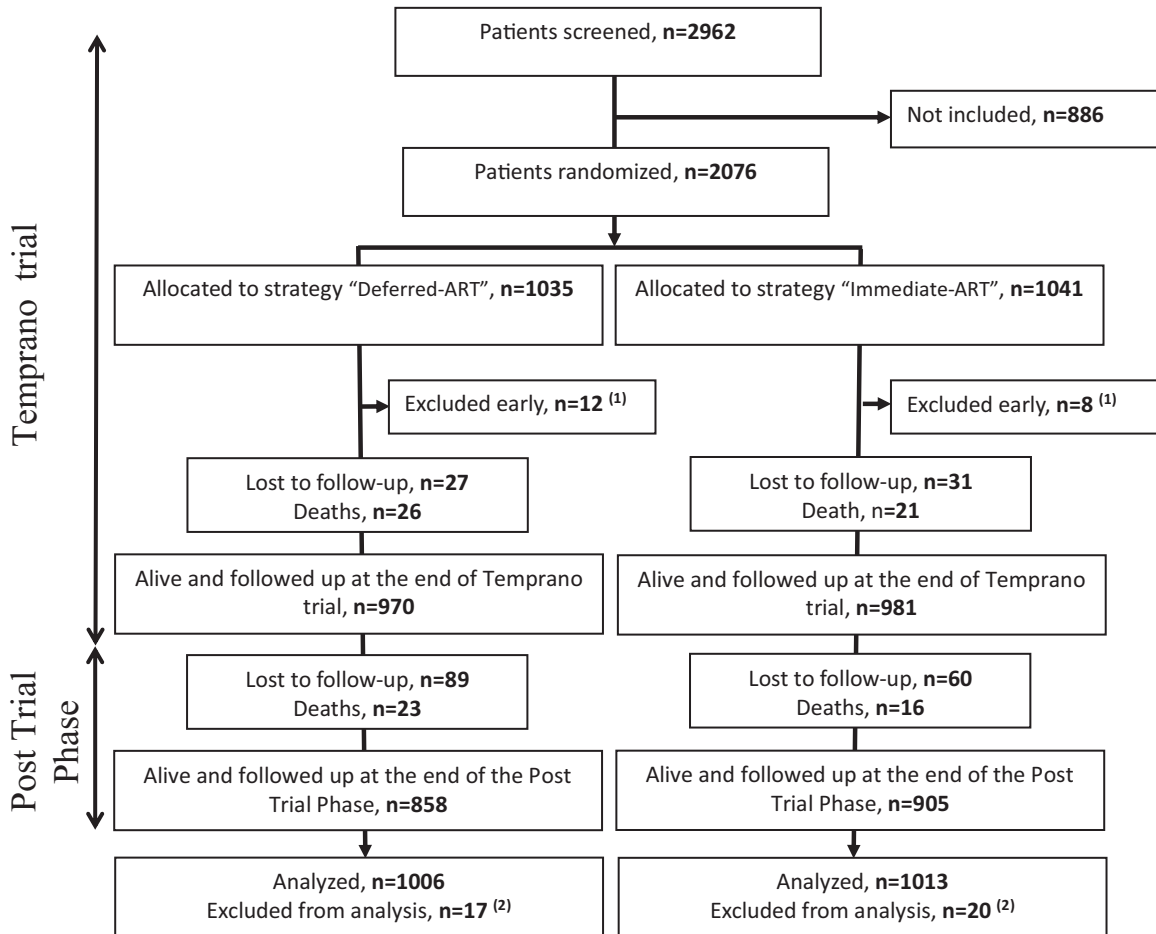 Patients screened, n=2962
Not included, n=886
Patients randomized, n=2076
Temprano trial
Allocated to strategy “Deferred-ART”, n=1035
Allocated to strategy “Immediate-ART”, n=1041
Excluded early, n=12 (1)
Excluded early, n=8 (1)
Lost to follow-up, n=27
Deaths, n=26
Lost to follow-up, n=31
Death, n=21
Alive and followed up at the end of Temprano
trial, n=970
Alive and followed up at the end of Temprano
trial, n=981
Post Trial
Phase
Lost to follow-up, n=89
Deaths, n=23
Lost to follow-up, n=60
Deaths, n=16
Alive and followed up at the end of the Post
Trial Phase, n=858
Alive and followed up at the end of the Post
Trial Phase, n=905
Analyzed, n=1006
Excluded from analysis, n=17 (2)
Analyzed, n=1013
Excluded from analysis, n=20 (2)